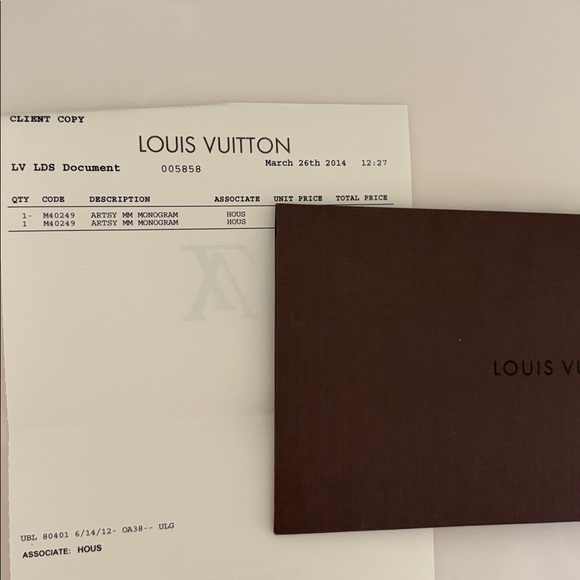 CLIENT COPY
LOUIS VUITTON
LV LDS Document 005858 March 26th 2014 12:27
QTY CODE DESCRIPTION ASSOCIATE UNIT PRICE TOTAL PRICE
1- M40249 ARTSY MM MONOGRAM HOUS
1 M40249 ARTSY MM MONOGRAM HOUS
LOUIS VU
UBL 80401 6/14/12- OA38-- ULG
ASSOCIATE: HOUS